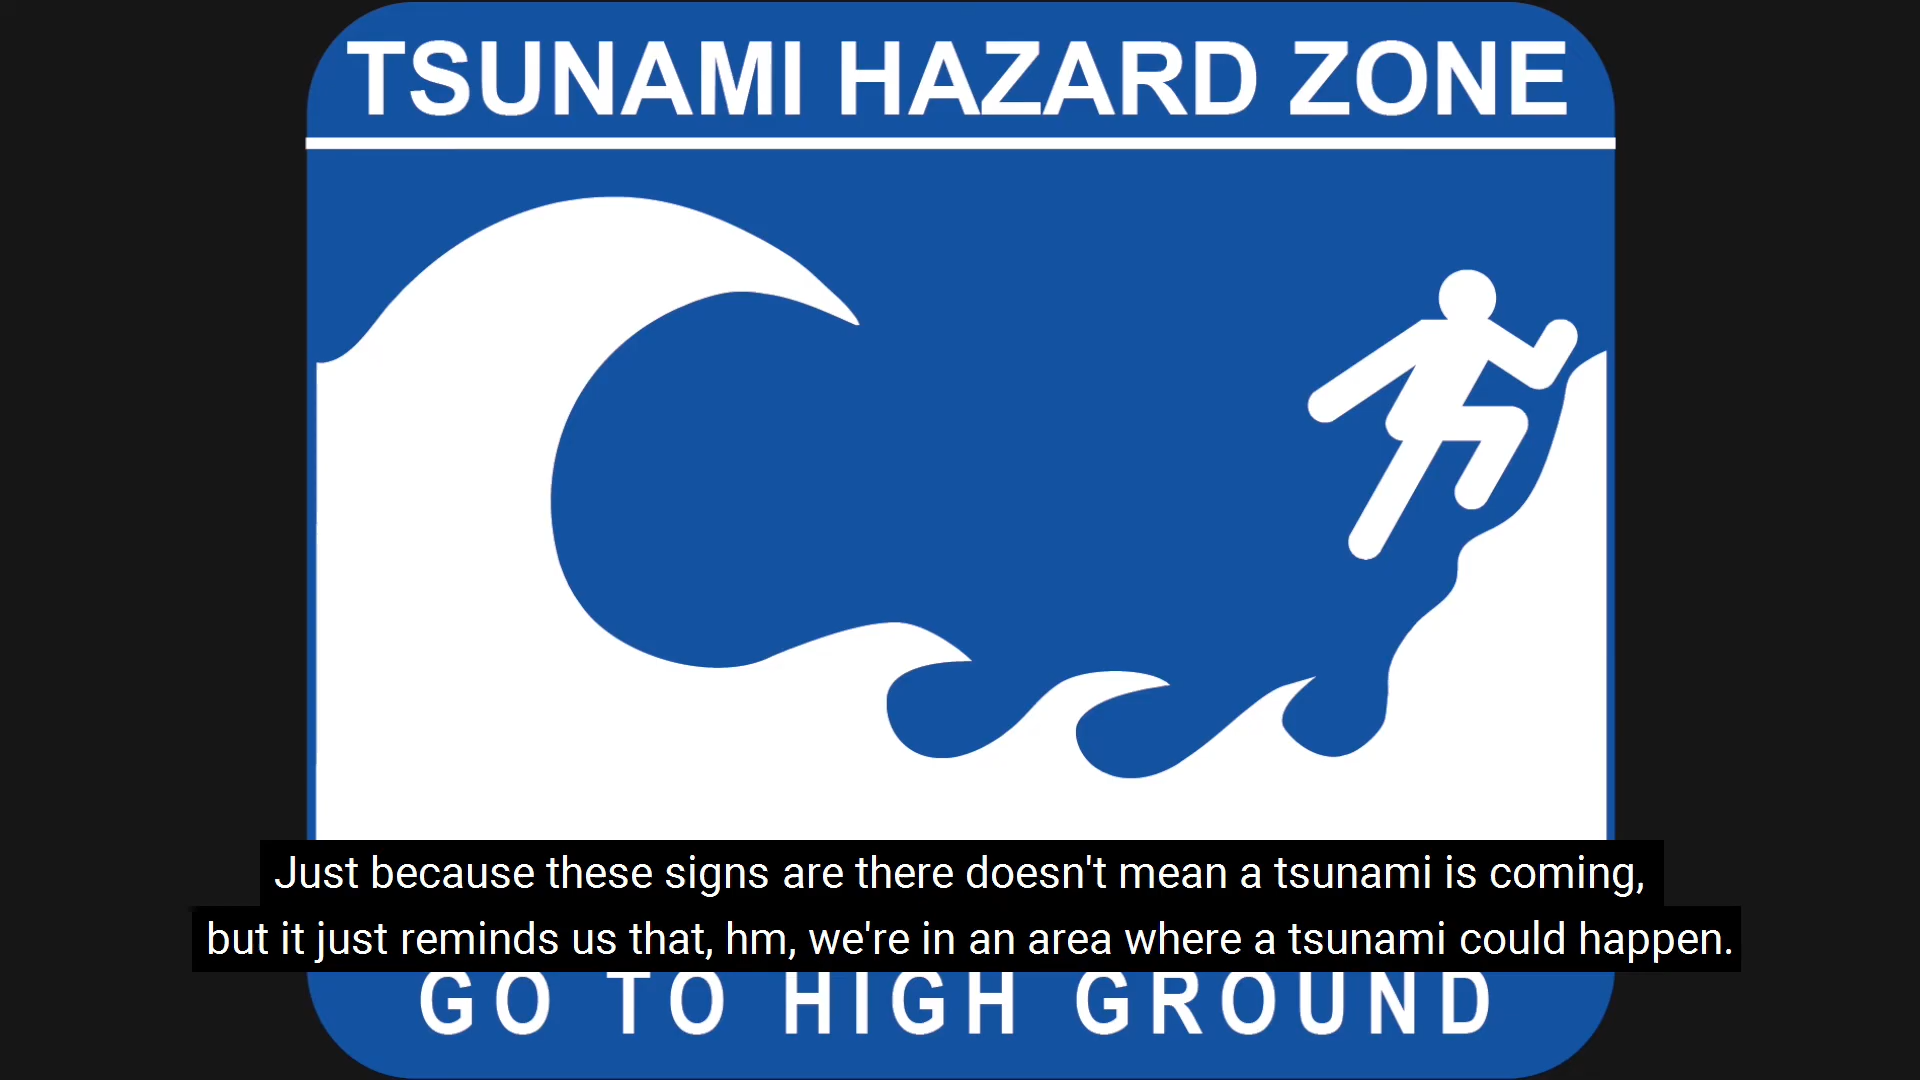 TSUNAMI HAZARD ZONE
Just because these signs are there doesn't mean a tsunami is coming,
but it just reminds us that, hm, we're in an area where a tsunami could happen.
GO TO HIGH GROUND